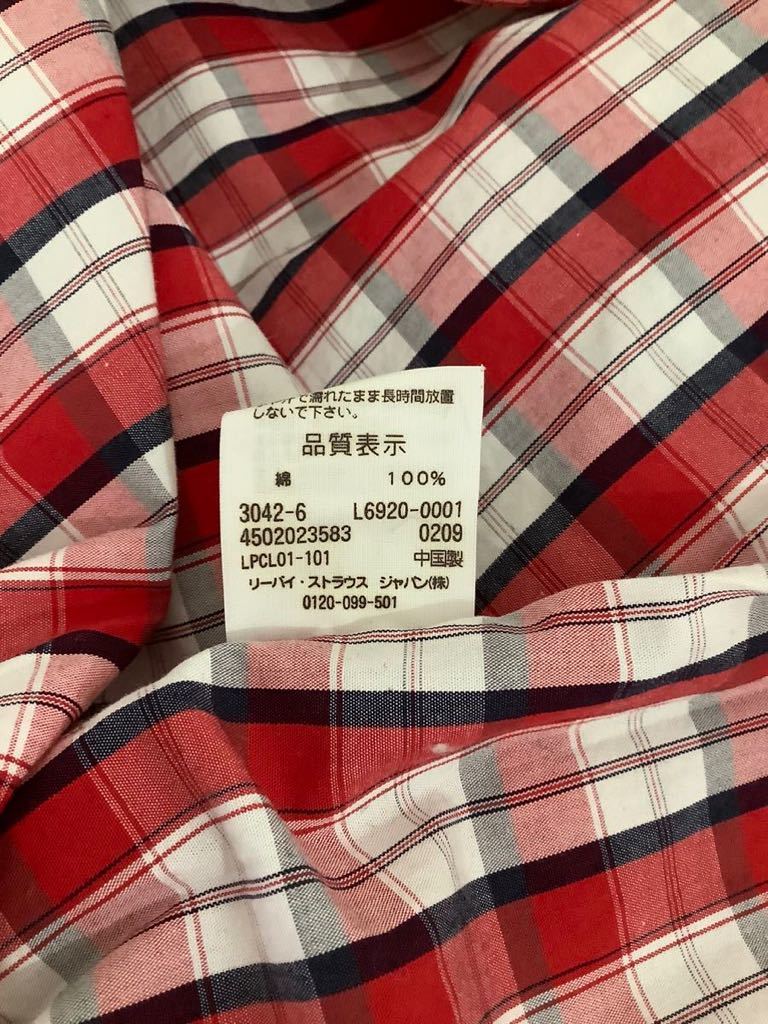 で濡れたまま長時間放置
しないで下さい。
品質表示
綿 100%
3042-6 L6920-0001
4502023583 0209
LPCL01-101 中国製
リーバイ・ストラウス ジャパン(株)
0120-099-501